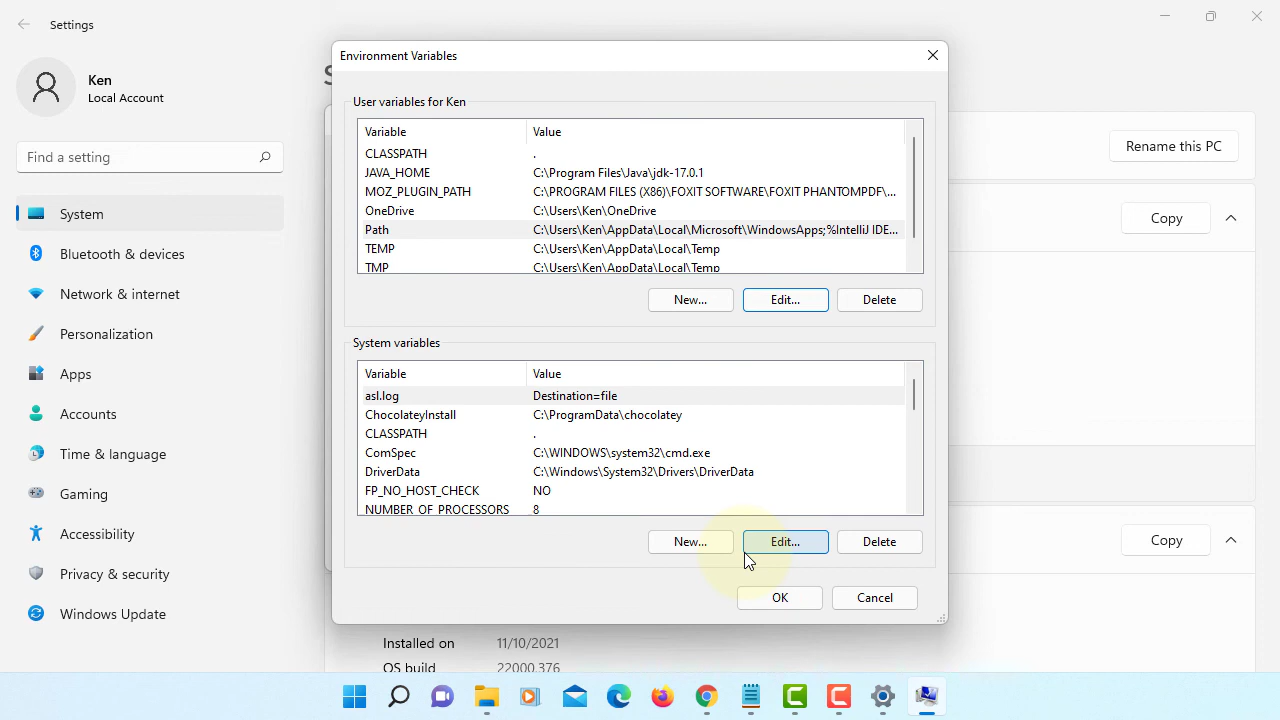 Settings
Ken
Local Account
Find a setting
System
Bluetooth & devices
Network & internet
Personalization
Apps
Accounts
Time & language
Gaming
Accessibility
Privacy & security
Windows Update
Environment Variables
User variables for Ken
Variable Value
CLASSPATH .
JAVA_HOME C:\Program Files\Java\jdk-17.0.1
MOZ_PLUGIN_PATH C:\PROGRAM FILES (X86)\FOXIT SOFTWARE\FOXIT PHANTOMPDF\...
OneDrive C:\Users\Ken\OneDrive
Path C:\Users\Ken\AppData\Local\Microsoft\WindowsApps;%IntelliJ IDE...
TEMP C:\Users\Ken\AppData\Local\Temp
TMP C:\Users\Ken\AppData\Local\Temp
New... Edit... Delete
System variables
Variable Value
asl.log Destination=file
ChocolateyInstall C:\ProgramData\chocolatey
CLASSPATH .
ComSpec C:\WINDOWS\system32\cmd.exe
DriverData C:\Windows\System32\Drivers\DriverData
FP_NO_HOST_CHECK NO
NUMBER_OF_PROCESSORS 8
New... Edit... Delete
OK Cancel
Rename this PC
Copy
Copy
Installed on 11/10/2021
OS build 22000.376